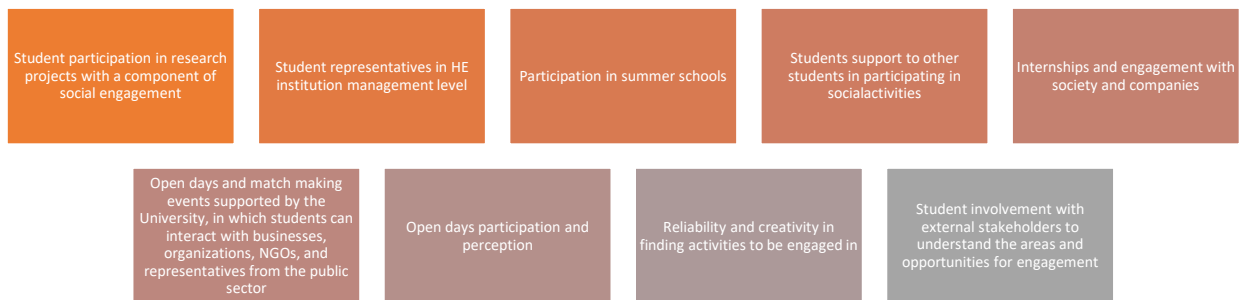 Student participation in research
projects with a component of
social engagement
Student representatives in HE
institution management level
Participation in summer schools
Students support to other
students in participating in
socialactivities
Internships and engagement with
society and companies
Open days and match making
events supported by the
University, in which students can
interact with businesses,
organizations, NGOs, and
representatives from the public
sector
Open days participation and
perception
Reliability and creativity in
finding activities to be engaged in
Student involvement with
external stakeholders to
understand the areas and
opportunities for engagement